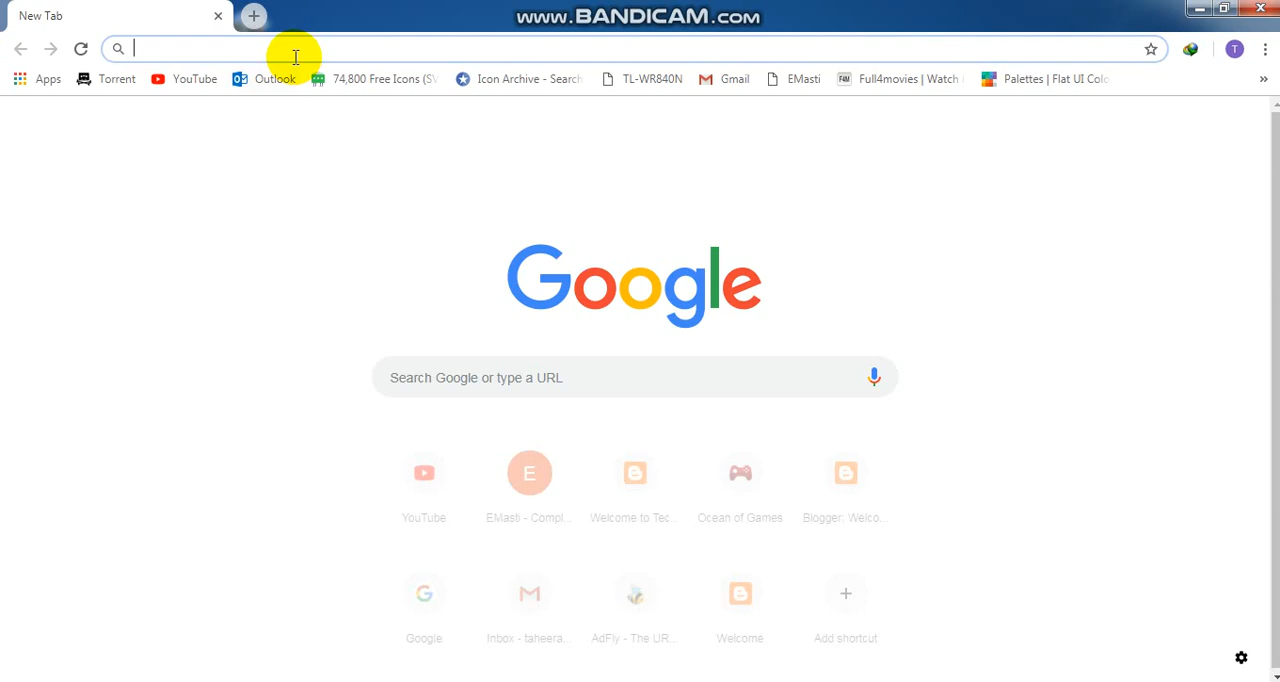 New Tab
www.BANDICAM.com
Apps
Torrent
YouTube
Outlook
74,800 Free Icons (SV
Icon Archive - Search
TL-WR840N
Gmail
EMasti
F4M
Full4movies | Watch
Palettes | Flat UI Colo
T
Google
Search Google or type a URL
E
YouTube
EMasti - Compl...
Welcome to Tec...
Ocean of Games
Blogger: Welco...
Google
Inbox - taheera...
AdFly - The UR...
Welcome
Add shortcut